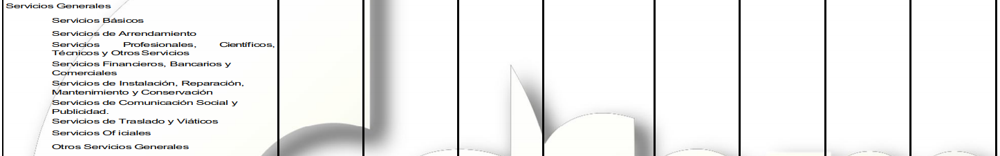 Servicios Generales
Servicios Básicos
Servicios de Arrendamiento
Servicios Profesionales, Científicos,
Técnicos y Otros Servicios
Servicios Financieros, Bancarios y
Comerciales
Servicios de Instalación, Reparación,
Mantenimiento y Conservación
Servicios de Comunicación Social y
Publicidad.
Servicios de Traslado y Viáticos
Servicios Of iciales
Otros Servicios Generales